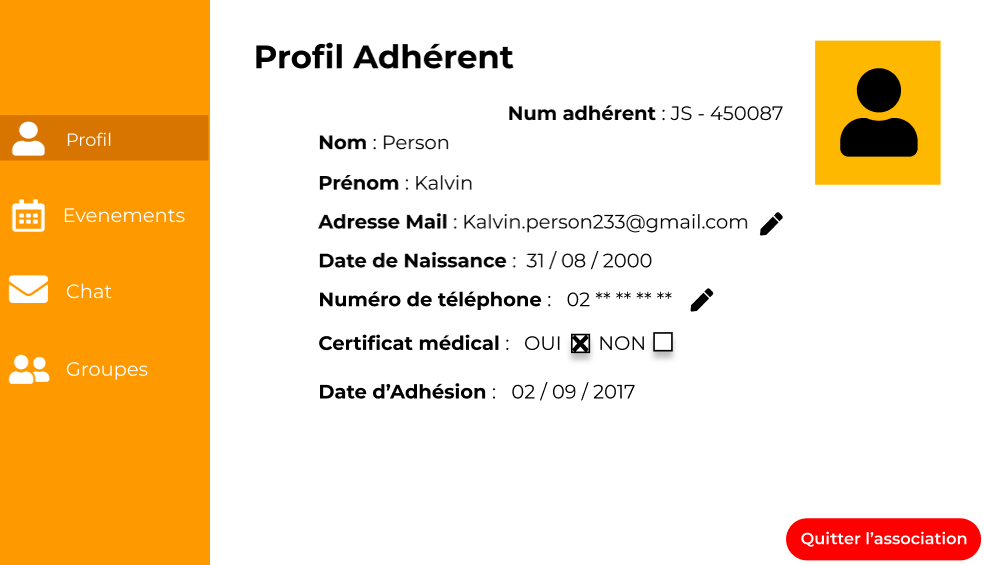 Profil Adhérent
Num adhérent : JS - 450087
Nom : Person
Prénom : Kalvin
Adresse Mail : Kalvin.person233@gmail.com
Date de Naissance : 31 / 08 / 2000
Numéro de téléphone : 02 ** ** ** **
Certificat médical : OUI NON
Date d’Adhésion : 02 / 09 / 2017
Profil
Evenements
Chat
Groupes
Quitter l’association